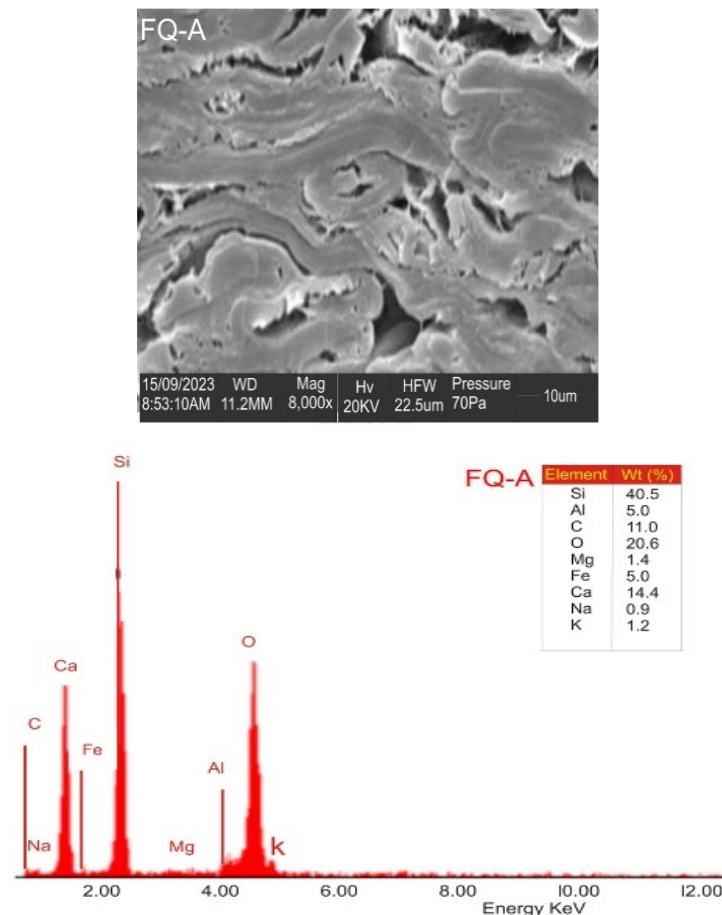 FQ-A
15/09/2023 WD Mag Hv HFW Pressure
8:53:10AM 11.2MM 8,000x 20KV 22.5um 70Pa 10um
Si
FQ-A
Element Wt (%)
Si 40.5
Al 5.0
C 11.0
O 20.6
Mg 1.4
Fe 5.0
Ca 14.4
Na 0.9
K 1.2
O
Ca
C
Fe
Al
Na
Mg
k
2.00 4.00 6.00 8.00 10.00 12.00
Energy KeV